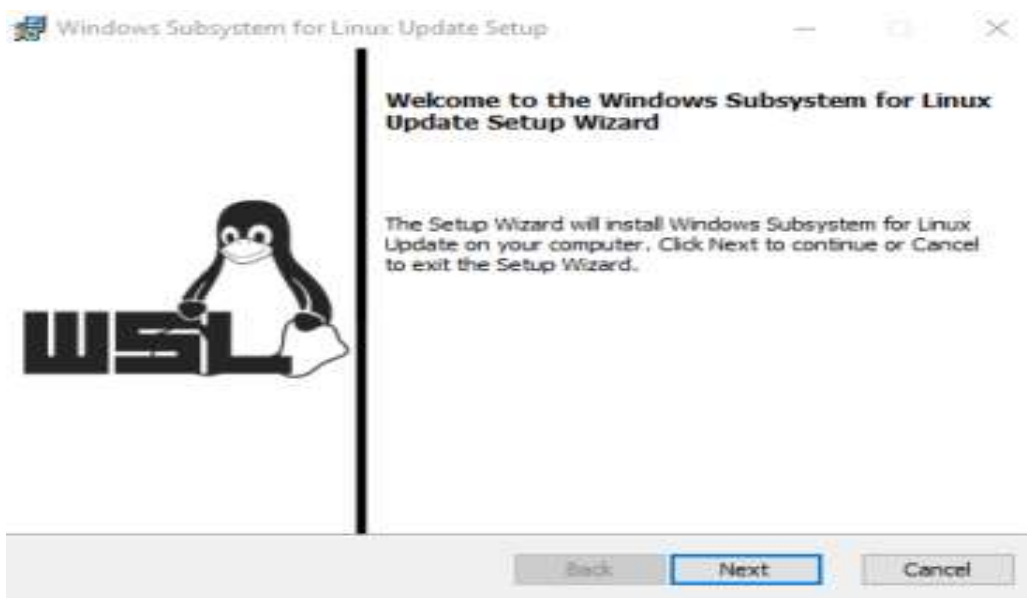 Windows Subsystem for Linux Update Setup
Welcome to the Windows Subsystem for Linux
Update Setup Wizard
The Setup Wizard will install Windows Subsystem for Linux
Update on your computer. Click Next to continue or Cancel
to exit the Setup Wizard.
WSL
Back Next Cancel